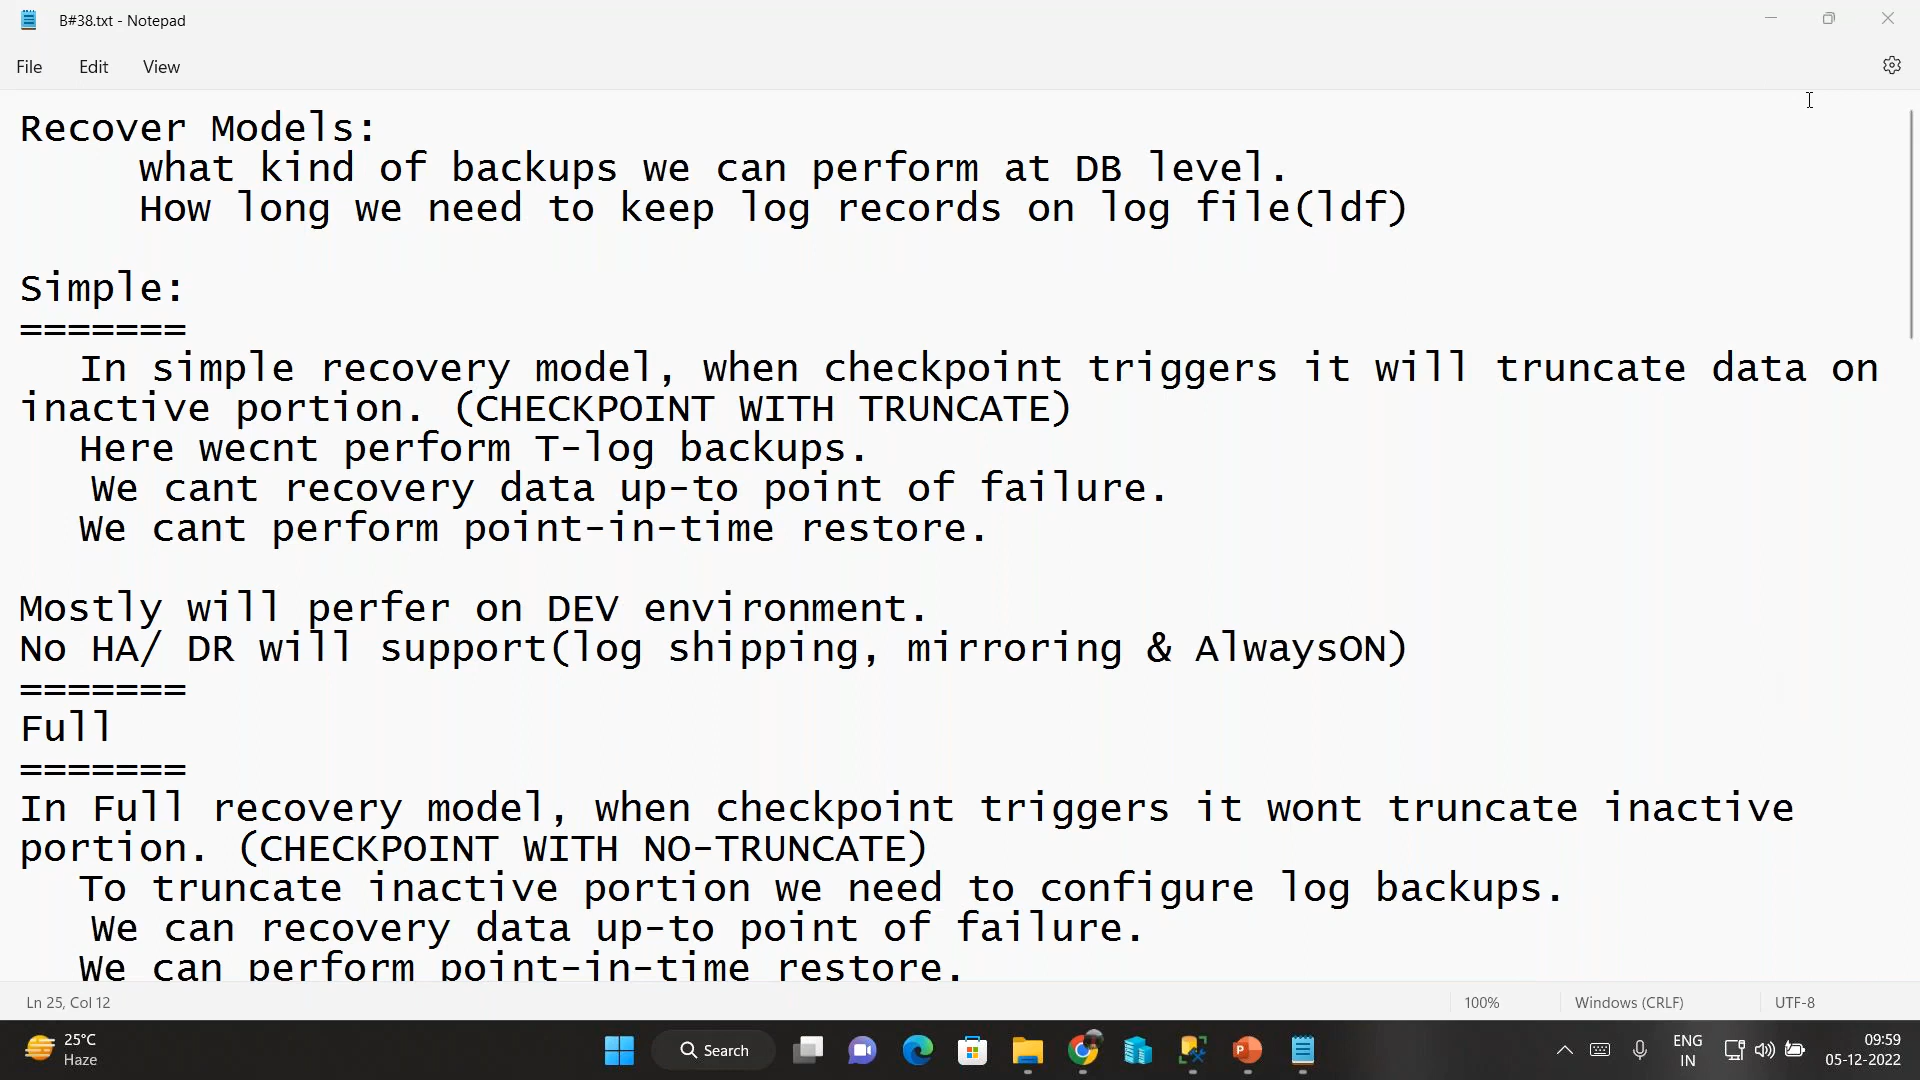 B#38.txt - Notepad
File Edit View
Recover Models:
what kind of backups we can perform at DB level.
How long we need to keep log records on log file(ldf)
Simple:
=======
In simple recovery model, when checkpoint triggers it will truncate data on
inactive portion. (CHECKPOINT WITH TRUNCATE)
Here wecnt perform T-log backups.
We cant recovery data up-to point of failure.
We cant perform point-in-time restore.
Mostly will perfer on DEV environment.
No HA/ DR will support(log shipping, mirroring & AlwaysON)
=======
Full
=======
In Full recovery model, when checkpoint triggers it wont truncate inactive
portion. (CHECKPOINT WITH NO-TRUNCATE)
To truncate inactive portion we need to configure log backups.
We can recovery data up-to point of failure.
We can perform point-in-time restore.
Ln 25, Col 12 100% Windows (CRLF) UTF-8
25°C
Haze
Search
ENG
IN
09:59
05-12-2022